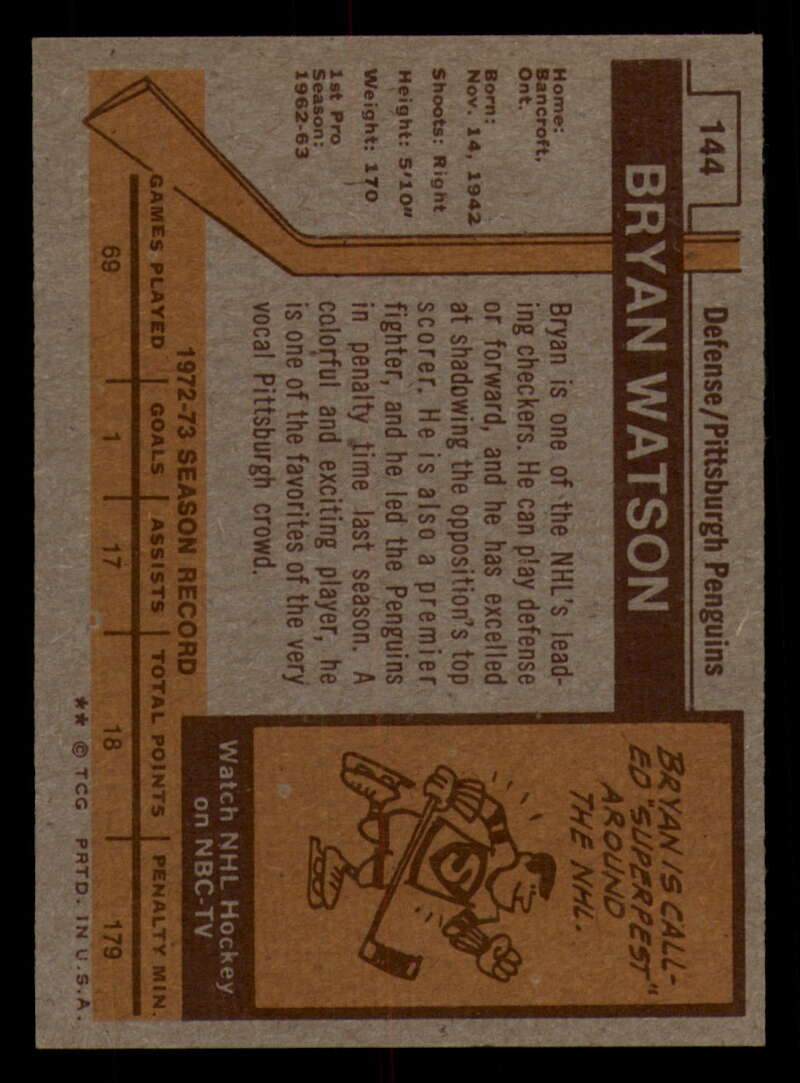 144
Defense/Pittsburgh Penguins
BRYAN WATSON
Home:
Bancroft,
Ont.
Born:
Nov. 14, 1942
Shoots: Right
Height: 5'10"
Weight: 170
1st Pro
Season:
1962-63
Bryan is one of the NHL's lead-
ing checkers. He can play defense
or forward, and he has excelled
at shadowing the opposition's top
scorer. He is also a premier
fighter, and he led the Penguins
in penalty time last season. A
colorful and exciting player, he
is one of the favorites of the very
vocal Pittsburgh crowd.
BRYAN IS CALL-
ED "SUPERPEST"
AROUND
THE NHL.
S
Watch NHL Hockey
on NBC-TV
1972-73 SEASON RECORD
GAMES PLAYED GOALS ASSISTS TOTAL POINTS PENALTY MIN.
69 1 17 18 179
** © TCG PRTD. IN U.S.A.